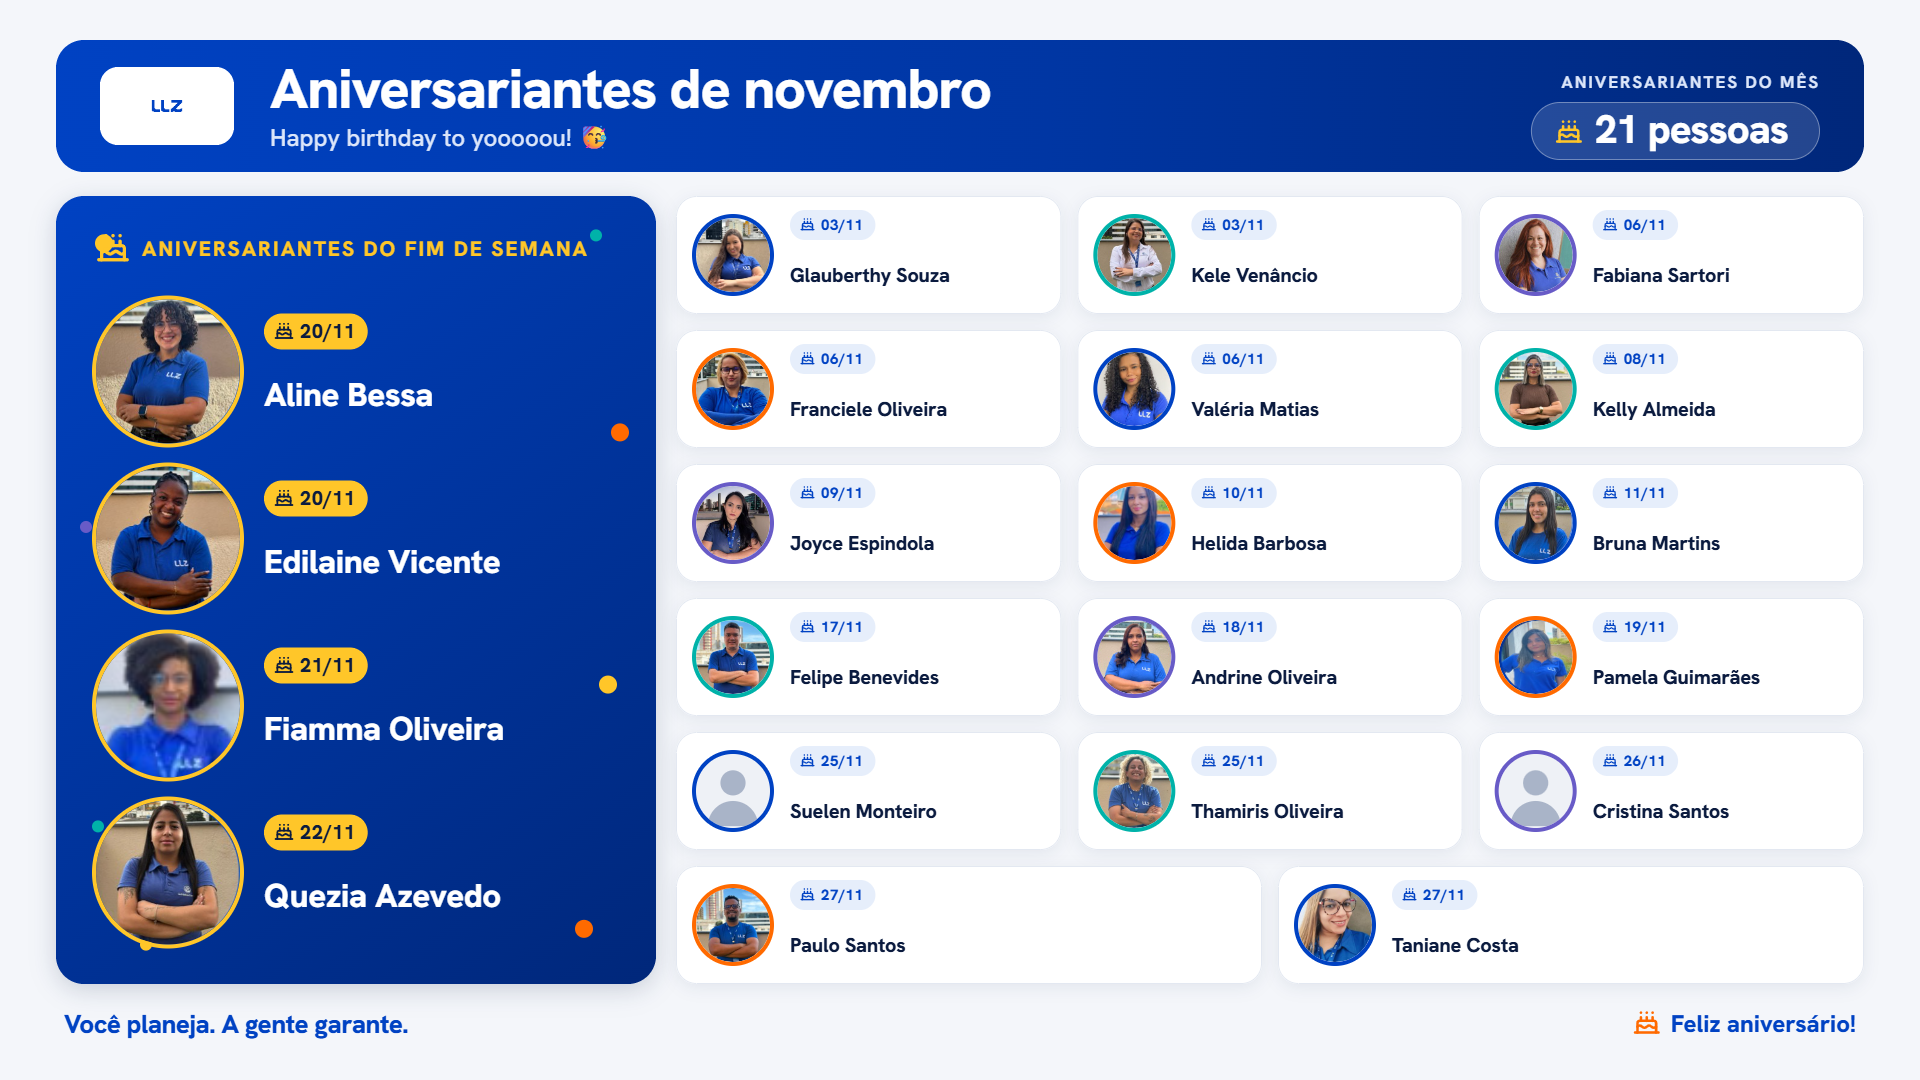 LLZ
Aniversariantes de novembro
Happy birthday to yooooou! 🥳
ANIVERSARIANTES DO MÊS
21 pessoas
ANIVERSARIANTES DO FIM DE SEMANA
20/11
Aline Bessa
20/11
Edilaine Vicente
21/11
Fiamma Oliveira
22/11
Quezia Azevedo
03/11
Glauberthy Souza
03/11
Kele Venâncio
06/11
Fabiana Sartori
06/11
Franciele Oliveira
06/11
Valéria Matias
08/11
Kelly Almeida
09/11
Joyce Espindola
10/11
Helida Barbosa
11/11
Bruna Martins
17/11
Felipe Benevides
18/11
Andrine Oliveira
19/11
Pamela Guimarães
25/11
Suelen Monteiro
25/11
Thamiris Oliveira
26/11
Cristina Santos
27/11
Paulo Santos
27/11
Taniane Costa
Você planeja. A gente garante.
Feliz aniversário!